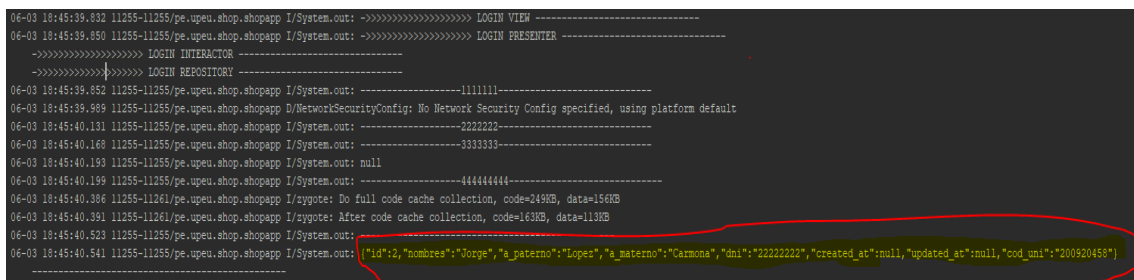 06-03 18:45:39.832 11255-11255/pe.upeu.shop.shopapp I/System.out: ->>>>>>>>>>>>>>>>>>>> LOGIN VIEW -------------------------------
06-03 18:45:39.850 11255-11255/pe.upeu.shop.shopapp I/System.out: ->>>>>>>>>>>>>>>>>>>> LOGIN PRESENTER -------------------------------
->>>>>>>>>>>>>>>>>>>> LOGIN INTERACTOR -------------------------------
->>>>>>>>>>>>>>>>>>>> LOGIN REPOSITORY -------------------------------
06-03 18:45:39.852 11255-11255/pe.upeu.shop.shopapp I/System.out: -------------------1111111-----------------------------
06-03 18:45:39.989 11255-11255/pe.upeu.shop.shopapp D/NetworkSecurityConfig: No Network Security Config specified, using platform default
06-03 18:45:40.131 11255-11255/pe.upeu.shop.shopapp I/System.out: -------------------2222222-----------------------------
06-03 18:45:40.168 11255-11255/pe.upeu.shop.shopapp I/System.out: -------------------3333333-----------------------------
06-03 18:45:40.193 11255-11255/pe.upeu.shop.shopapp I/System.out: null
06-03 18:45:40.199 11255-11255/pe.upeu.shop.shopapp I/System.out: -------------------444444444-----------------------------
06-03 18:45:40.386 11255-11261/pe.upeu.shop.shopapp I/zygote: Do full code cache collection, code=249KB, data=156KB
06-03 18:45:40.391 11255-11261/pe.upeu.shop.shopapp I/zygote: After code cache collection, code=163KB, data=113KB
06-03 18:45:40.523 11255-11255/pe.upeu.shop.shopapp I/System.out: ------------------------------------------------
06-03 18:45:40.541 11255-11255/pe.upeu.shop.shopapp I/System.out: {"id":2,"nombres":"Jorge","a_paterno":"Lopez","a_materno":"Carmona","dni":"22222222","created_at":null,"updated_at":null,"cod_uni":"200920458"}
------------------------------------------------